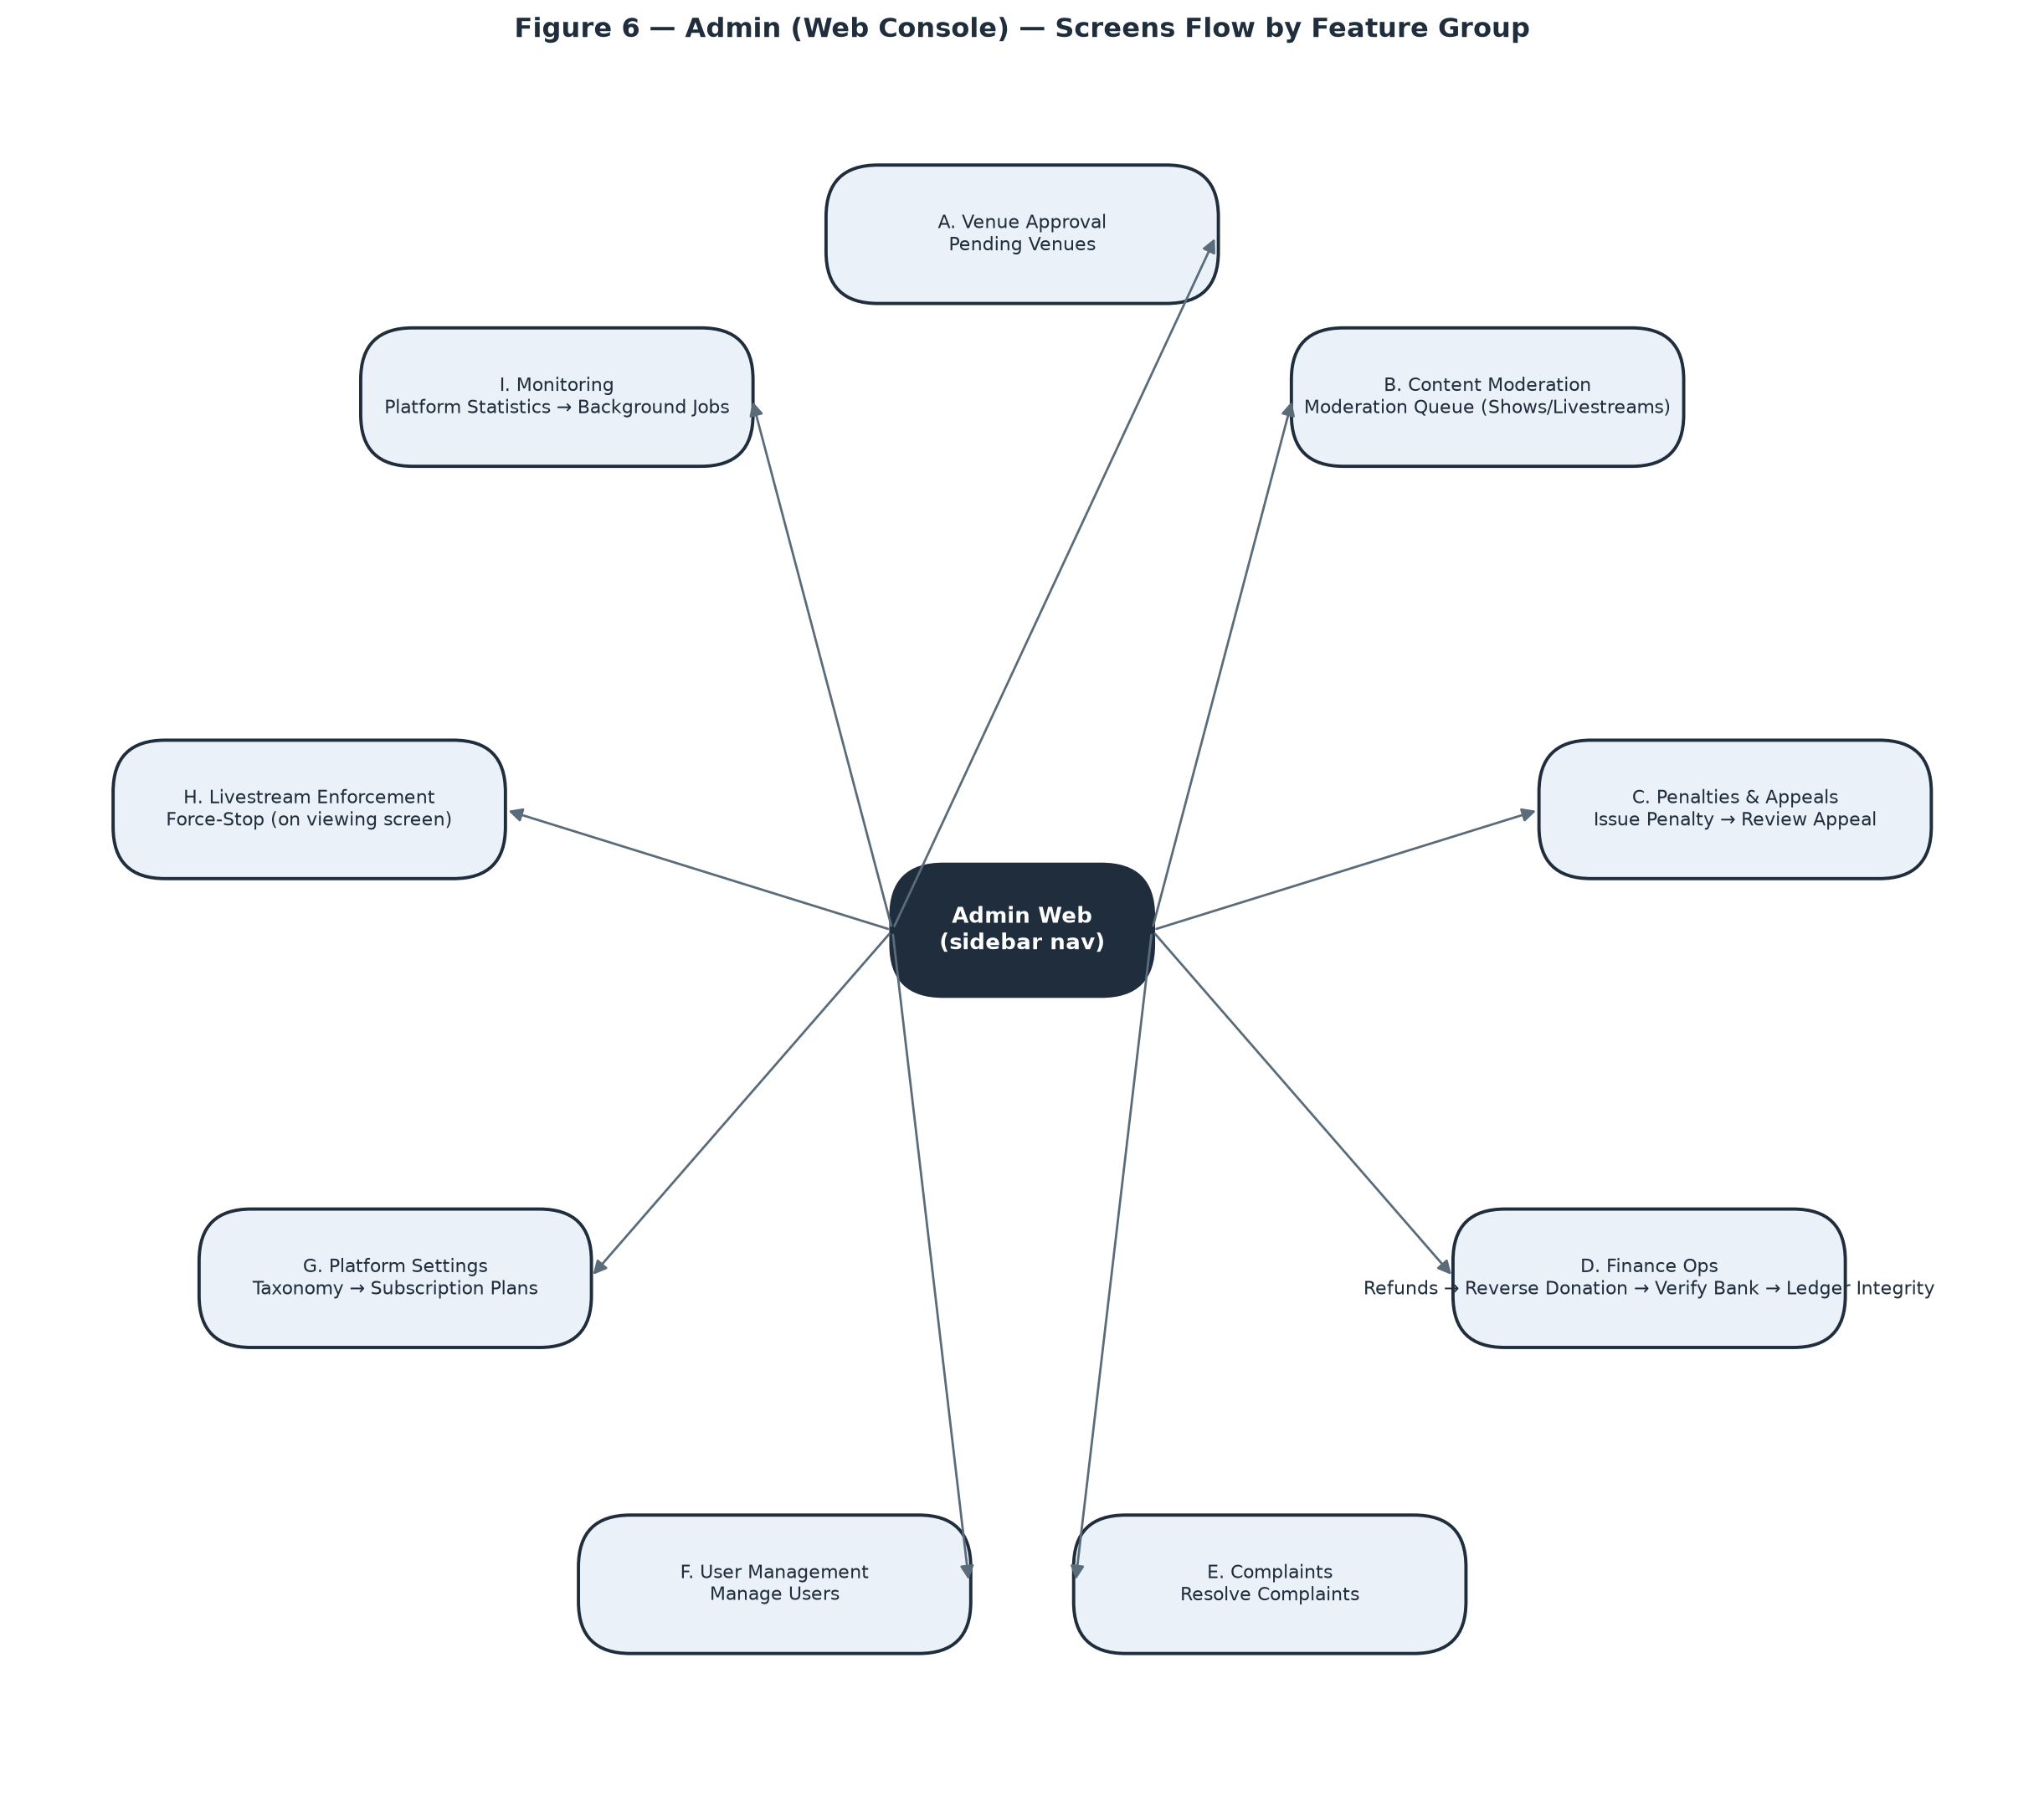 Figure 6 — Admin (Web Console) — Screens Flow by Feature Group
A. Venue Approval
Pending Venues
I. Monitoring
Platform Statistics → Background Jobs
B. Content Moderation
Moderation Queue (Shows/Livestreams)
H. Livestream Enforcement
Force-Stop (on viewing screen)
C. Penalties & Appeals
Issue Penalty → Review Appeal
Admin Web
(sidebar nav)
G. Platform Settings
Taxonomy → Subscription Plans
D. Finance Ops
Refunds → Reverse Donation → Verify Bank → Ledger Integrity
F. User Management
Manage Users
E. Complaints
Resolve Complaints